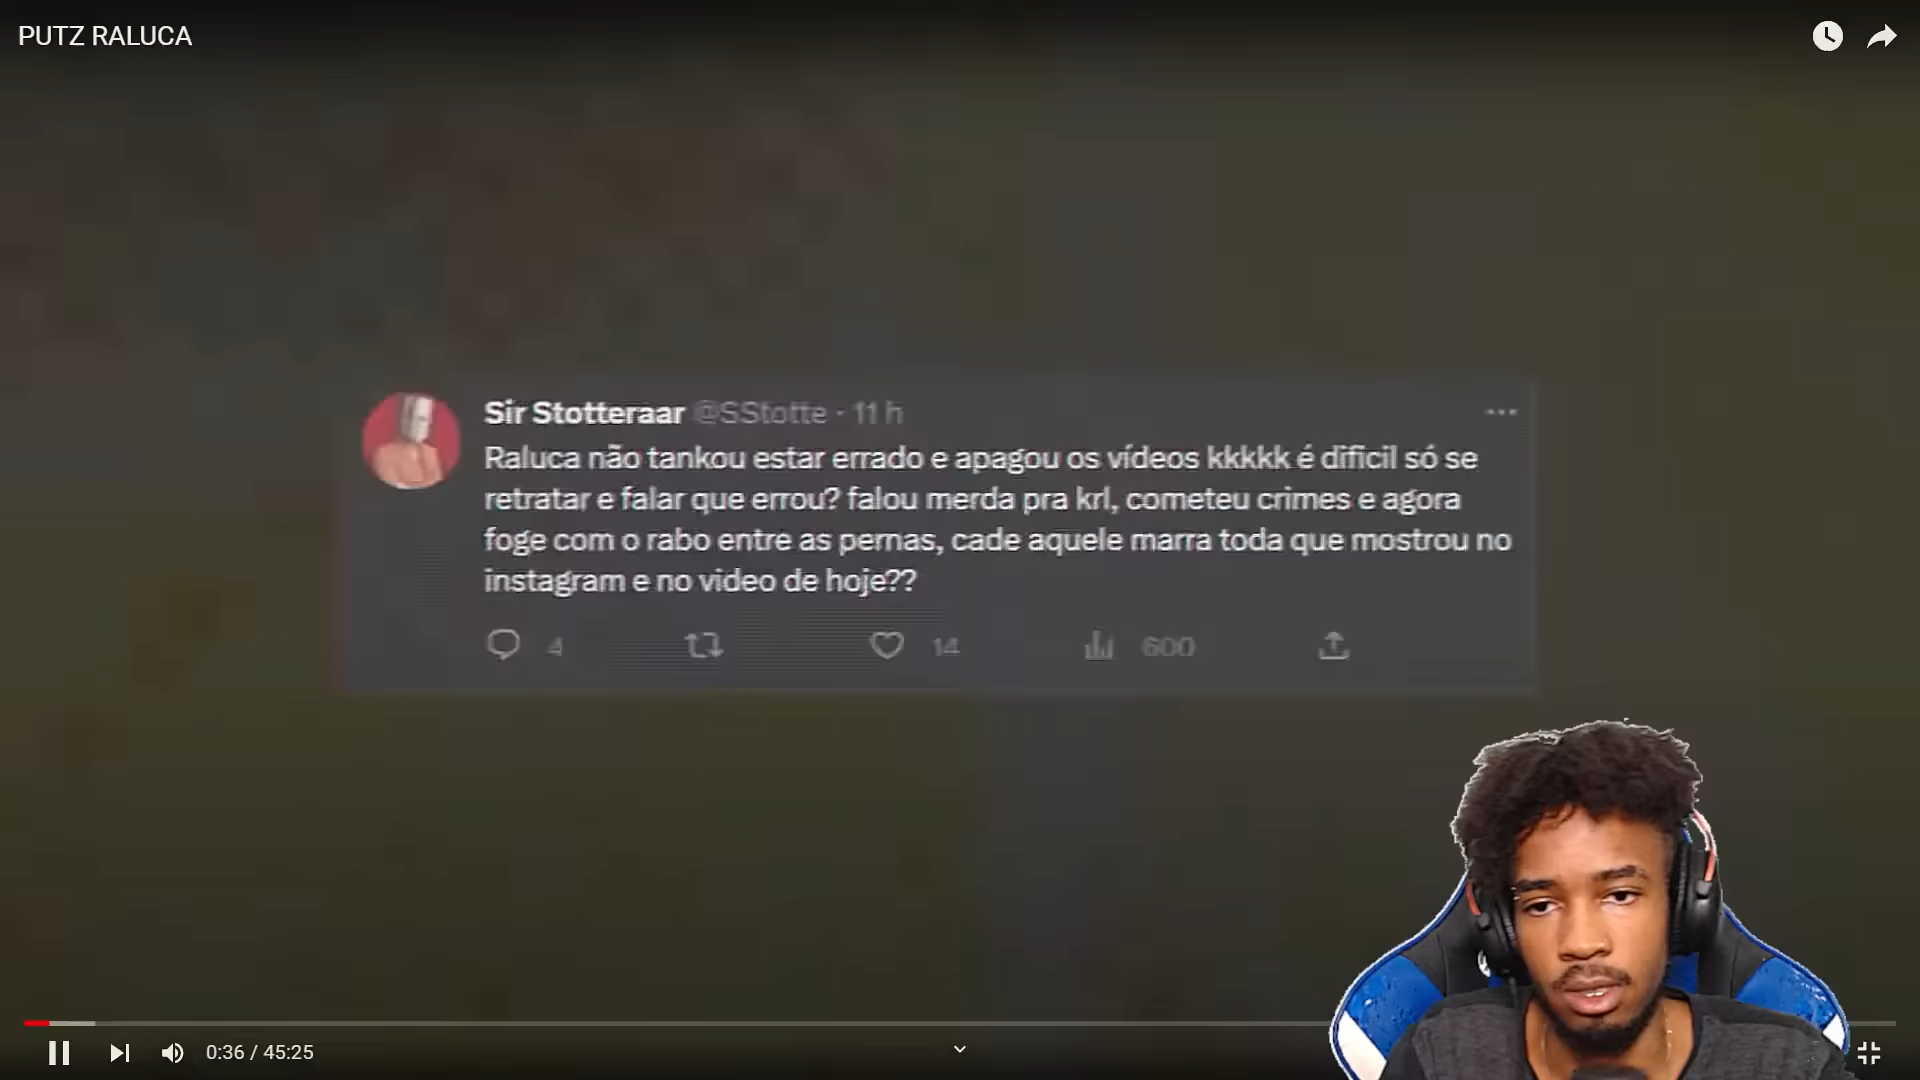 PUTZ RALUCA
Sir Stotteraar @SStotte · 11 h
Raluca não tankou estar errado e apagou os vídeos kkkkk é dificil só se
retratar e falar que errou? falou merda pra krl, cometeu crimes e agora
foge com o rabo entre as pernas, cade aquele marra toda que mostrou no
instagram e no video de hoje??
4 14 600
0:36 / 45:25